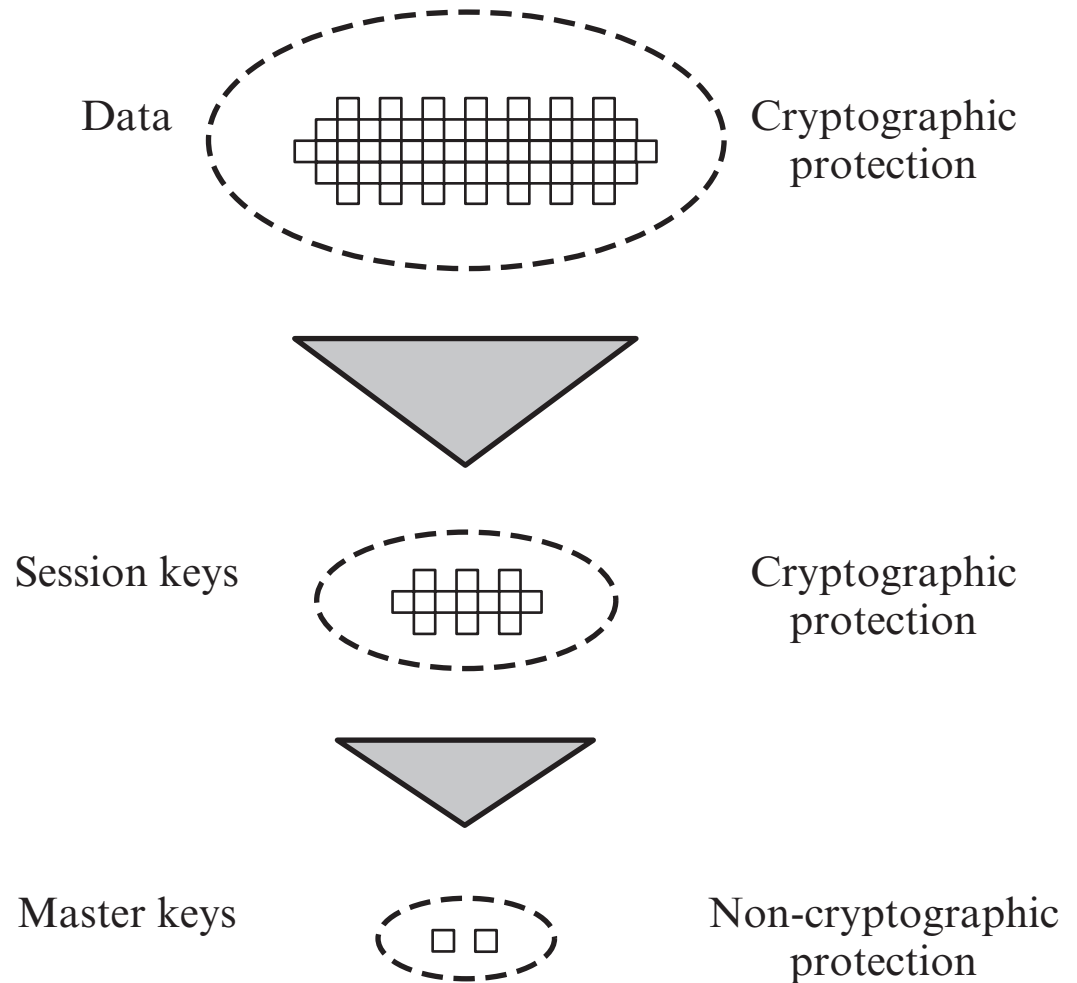 Data
Cryptographic
protection
Session keys
Cryptographic
protection
Master keys
Non-cryptographic
protection